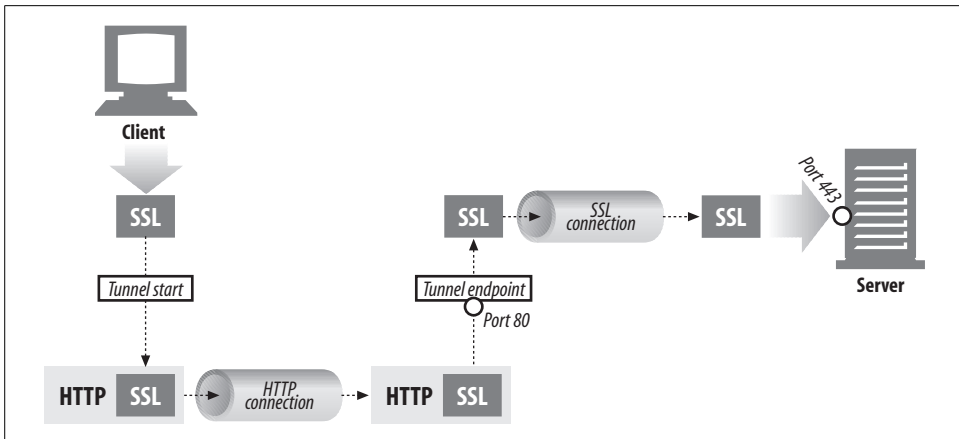 Client
SSL
Tunnel start
HTTP SSL
HTTP
connection
HTTP SSL
Port 80
Tunnel endpoint
SSL
SSL
connection
SSL
Port 443
Server